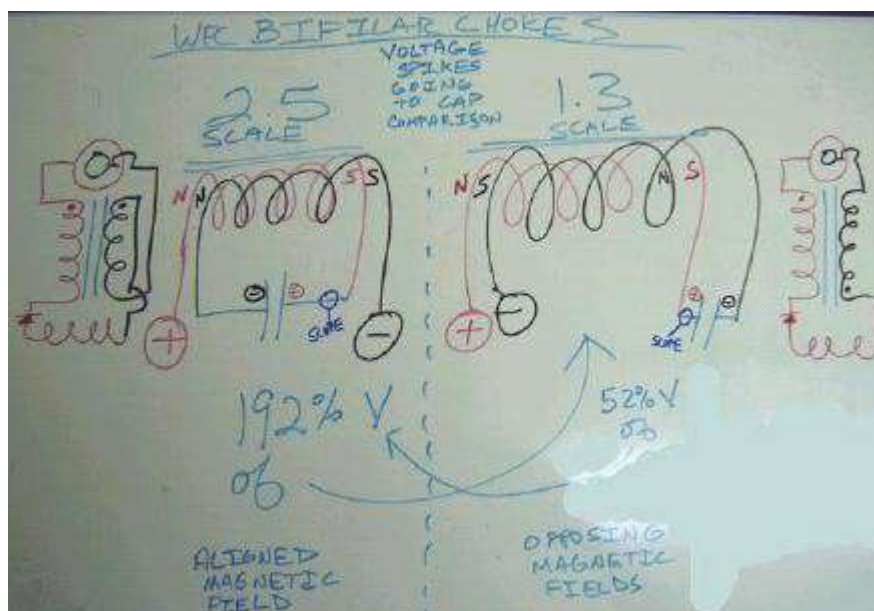 WFC BIFILAR CHOKES
VOLTAGE
SPIKES
GOING
TO CAP
COMPARISON
2.5
SCALE
1.3
SCALE
N N S S
N S N S
⊖ ⊕
SCOPE
+ −
+ −
⊕ ⊖
SCOPE
192% V
of
52% V
of
ALIGNED
MAGNETIC
FIELD
OPPOSING
MAGNETIC
FIELDS